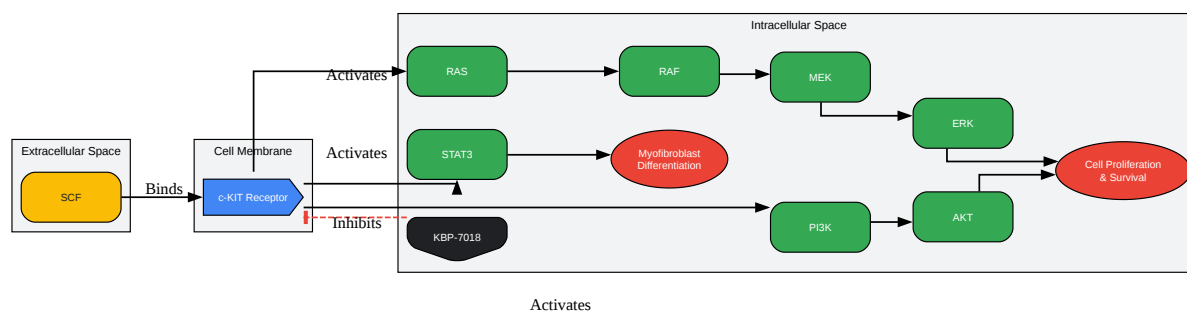 Intracellular Space
Activates
RAS
RAF
MEK
ERK
Extracellular Space
Cell Membrane
Activates
STAT3
Myofibroblast
Differentiation
Cell Proliferation
& Survival
SCF
Binds
c-KIT Receptor
Inhibits
KBP-7018
PI3K
AKT
Activates